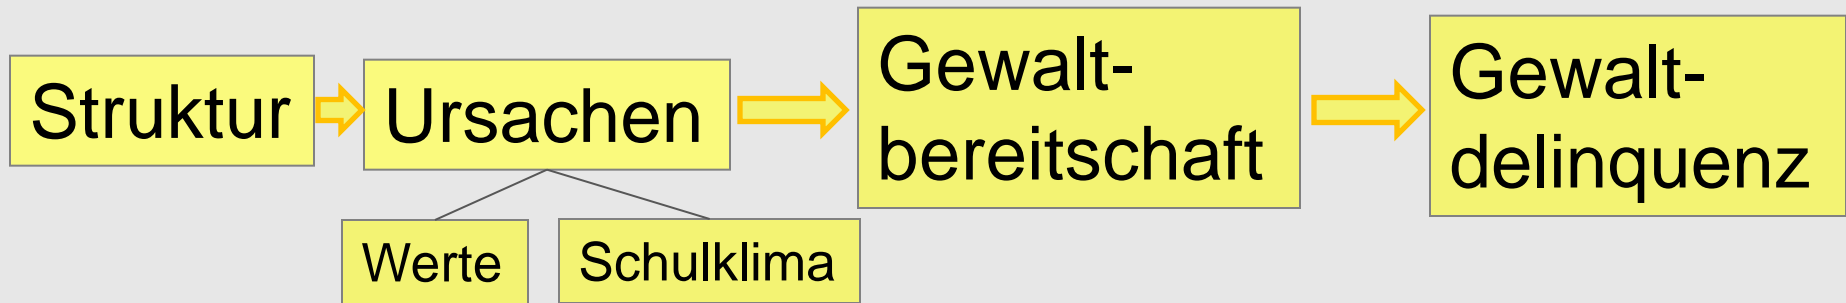 Struktur
Ursachen
Gewalt-
bereitschaft
Gewalt-
delinquenz
Werte
Schulklima